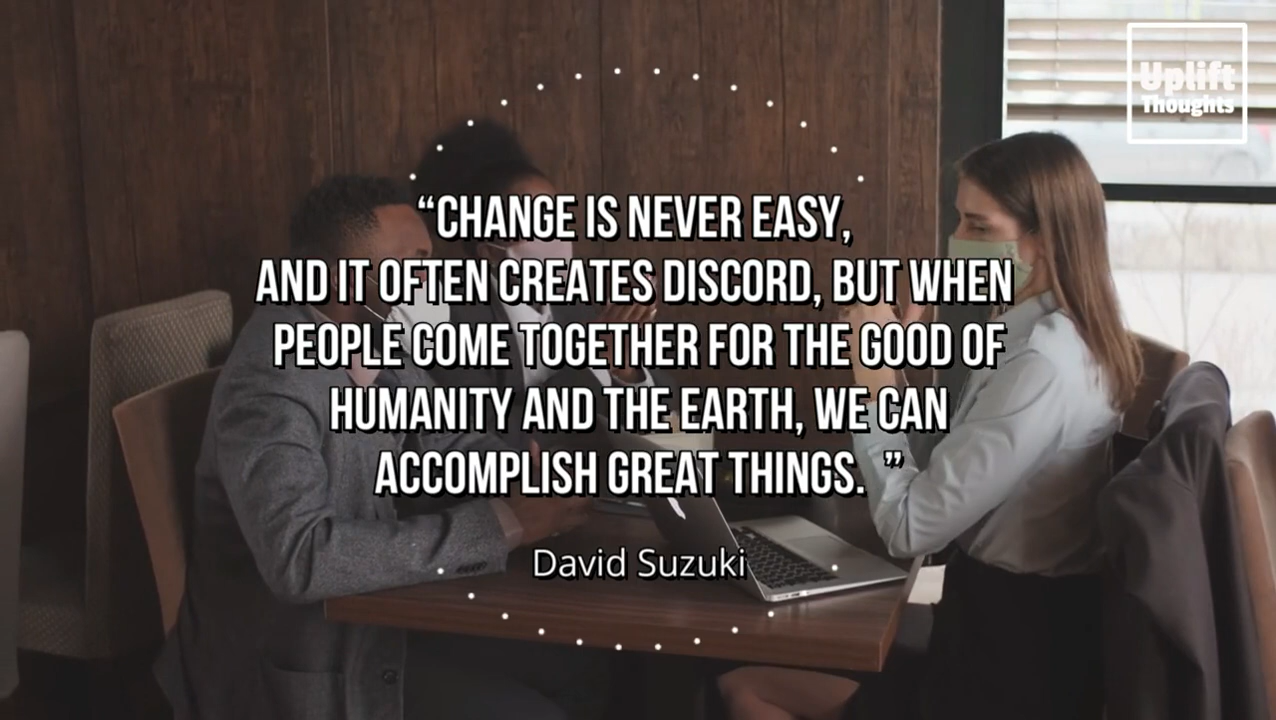 Uplift
Thoughts
“CHANGE IS NEVER EASY,
AND IT OFTEN CREATES DISCORD, BUT WHEN
PEOPLE COME TOGETHER FOR THE GOOD OF
HUMANITY AND THE EARTH, WE CAN
ACCOMPLISH GREAT THINGS. ”
David Suzuki